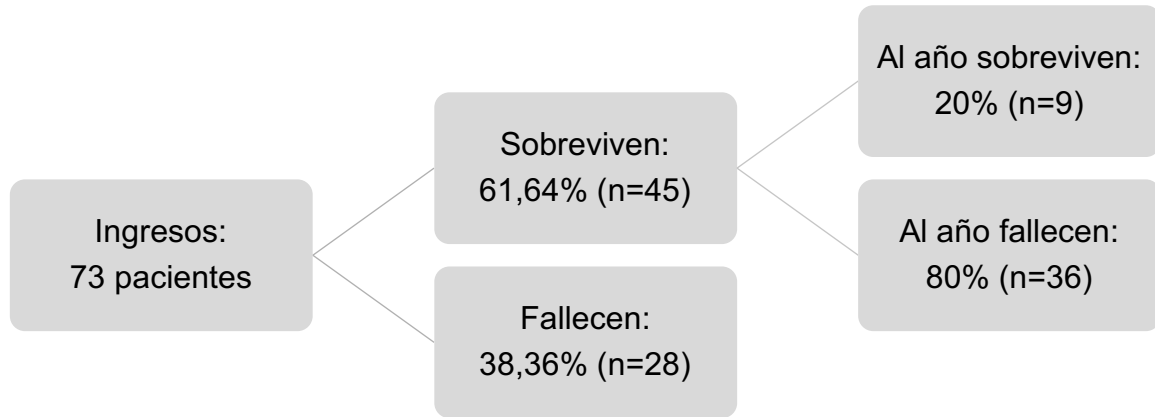 Ingresos:
73 pacientes
Sobreviven:
61,64% (n=45)
Fallecen:
38,36% (n=28)
Al año sobreviven:
20% (n=9)
Al año fallecen:
80% (n=36)